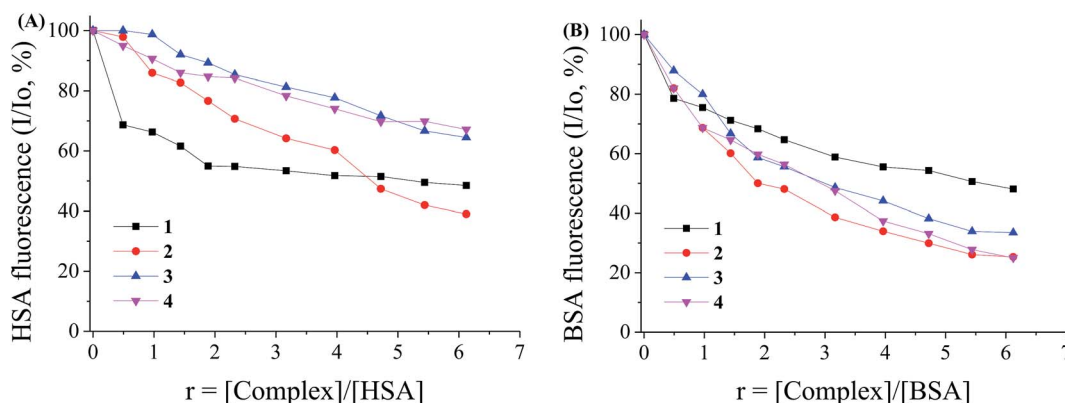 (A)
HSA fluorescence (I/Io, %)
100
80
60
40
20
0
1
2
3
4
0 1 2 3 4 5 6 7
r = [Complex]/[HSA]
(B)
BSA fluorescence (I/Io, %)
100
80
60
40
20
0
1
2
3
4
0 1 2 3 4 5 6 7
r = [Complex]/[BSA]